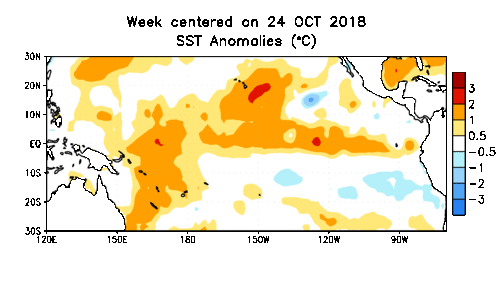 Week centered on 24 OCT 2018
SST Anomalies (°C)
30N
20N
10N
EQ
10S
20S
30S
120E 150E 180 150W 120W 90W
3
2
1
0.5
-0.5
-1
-2
-3